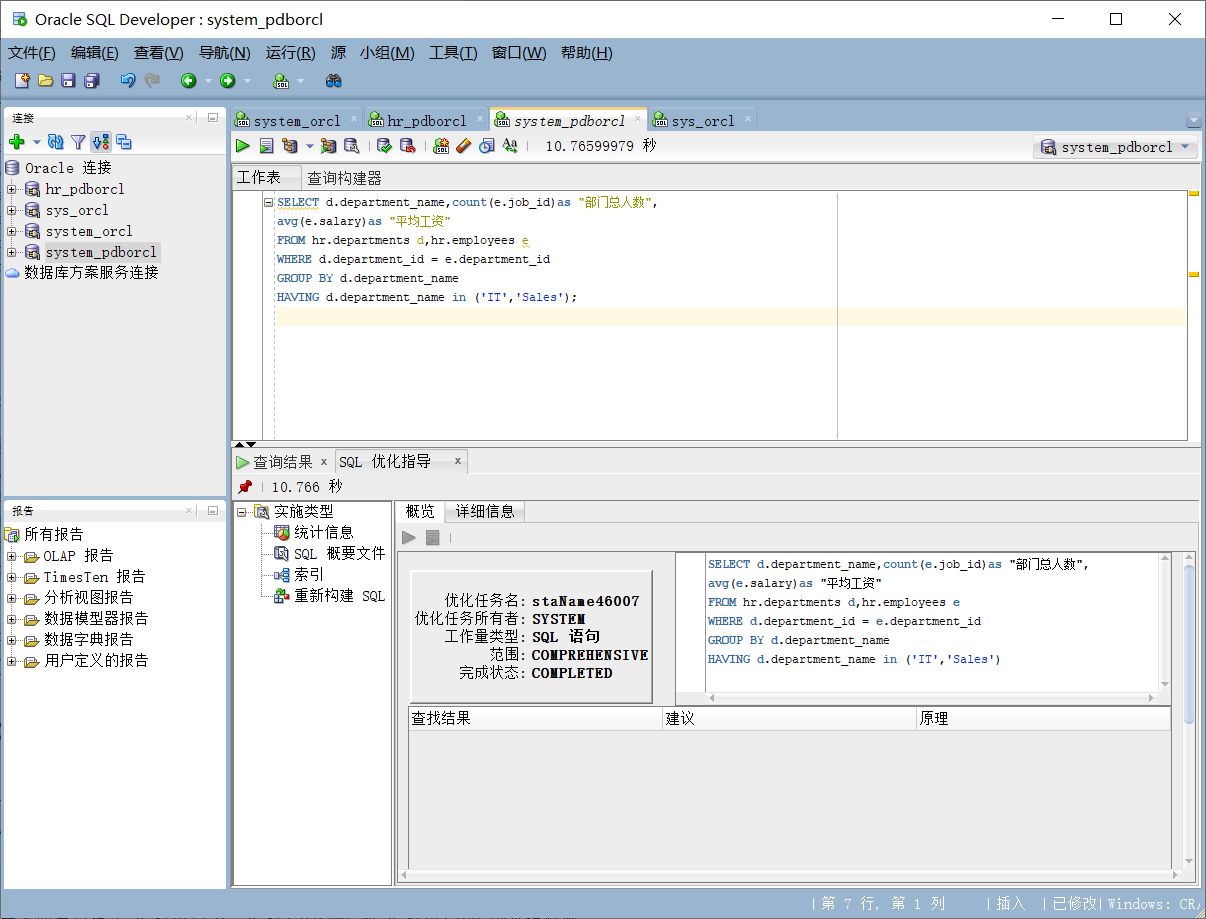 Oracle SQL Developer : system_pdborcl
文件(F) 编辑(E) 查看(V) 导航(N) 运行(R) 源 小组(M) 工具(T) 窗口(W) 帮助(H)
连接
Oracle 连接
hr_pdborcl
sys_orcl
system_orcl
system_pdborcl
数据库方案服务连接
报告
所有报告
OLAP 报告
TimesTen 报告
分析视图报告
数据模型器报告
数据字典报告
用户定义的报告
system_orcl hr_pdborcl system_pdborcl sys_orcl
10.76599979 秒 system_pdborcl
工作表 查询构建器
SELECT d.department_name,count(e.job_id)as "部门总人数",
avg(e.salary)as "平均工资"
FROM hr.departments d,hr.employees e
WHERE d.department_id = e.department_id
GROUP BY d.department_name
HAVING d.department_name in ('IT','Sales');
查询结果 x SQL 优化指导 x
10.766 秒
实施类型
统计信息
SQL 概要文件
索引
重新构建 SQL
概览 详细信息
优化任务名: staName46007
优化任务所有者: SYSTEM
工作量类型: SQL 语句
范围: COMPREHENSIVE
完成状态: COMPLETED
SELECT d.department_name,count(e.job_id)as "部门总人数",
avg(e.salary)as "平均工资"
FROM hr.departments d,hr.employees e
WHERE d.department_id = e.department_id
GROUP BY d.department_name
HAVING d.department_name in ('IT','Sales')
查找结果 建议 原理
第 7 行, 第 1 列 | 插入 | 已修改 | Windows: CR/